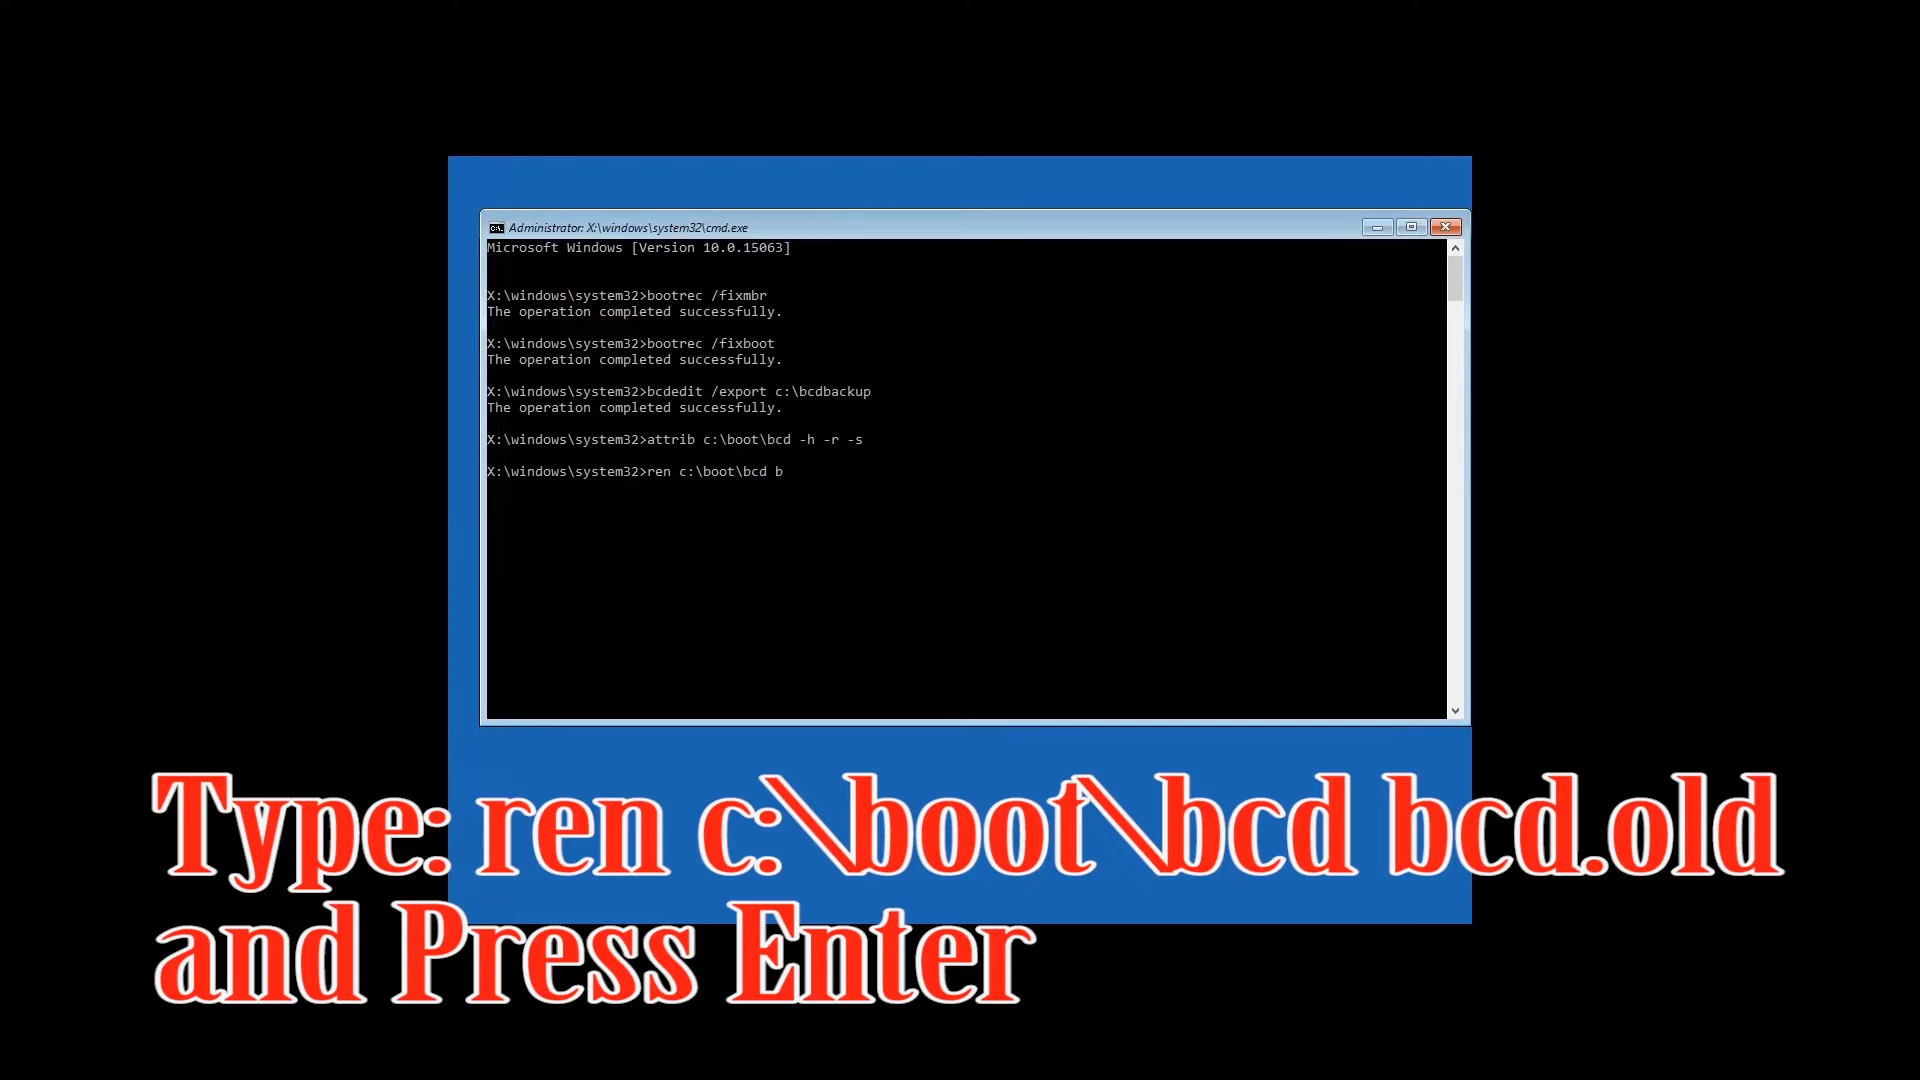 Administrator: X:\windows\system32\cmd.exe
Microsoft Windows [Version 10.0.15063]
X:\windows\system32>bootrec /fixmbr
The operation completed successfully.
X:\windows\system32>bootrec /fixboot
The operation completed successfully.
X:\windows\system32>bcdedit /export c:\bcdbackup
The operation completed successfully.
X:\windows\system32>attrib c:\boot\bcd -h -r -s
X:\windows\system32>ren c:\boot\bcd b
Type: ren c:\boot\bcd bcd.old
and Press Enter